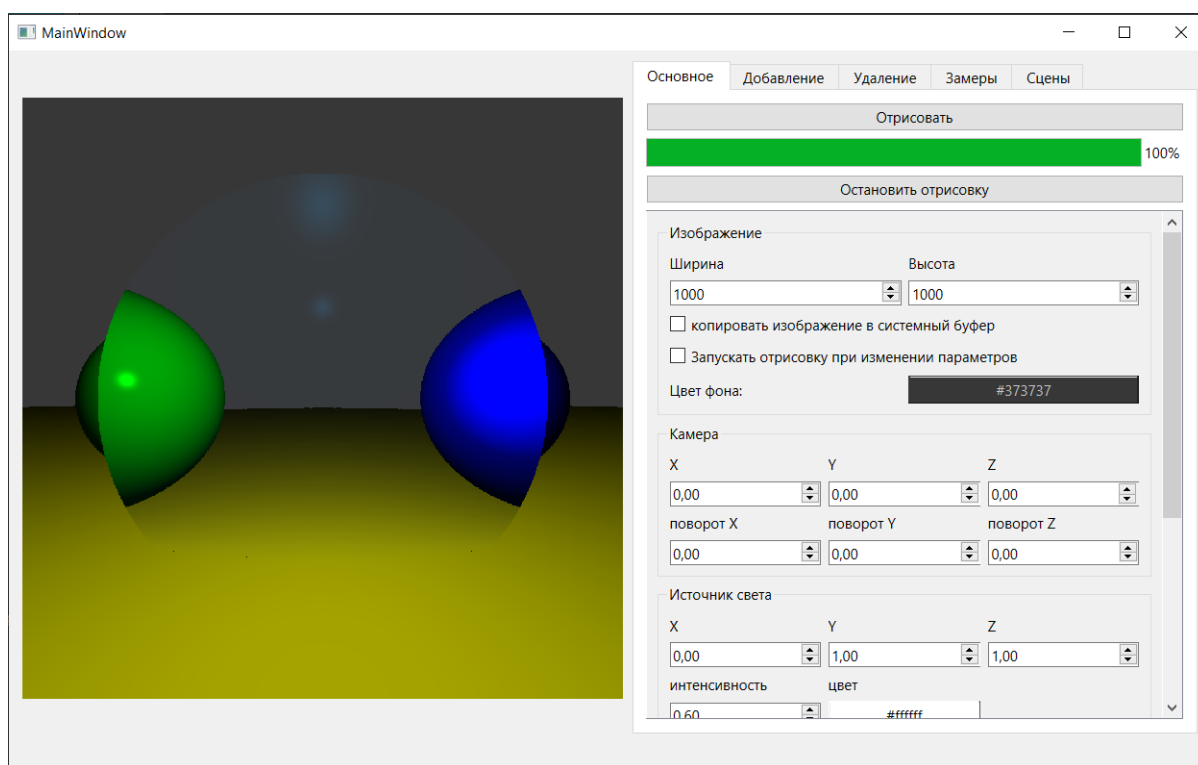 MainWindow
Основное Добавление Удаление Замеры Сцены
Отрисовать
100%
Остановить отрисовку
Изображение
Ширина Высота
1000 1000
копировать изображение в системный буфер
Запускать отрисовку при изменении параметров
Цвет фона: #373737
Камера
X Y Z
0,00 0,00 0,00
поворот X поворот Y поворот Z
0,00 0,00 0,00
Источник света
X Y Z
0,00 1,00 1,00
интенсивность цвет
0,60 #ffffff